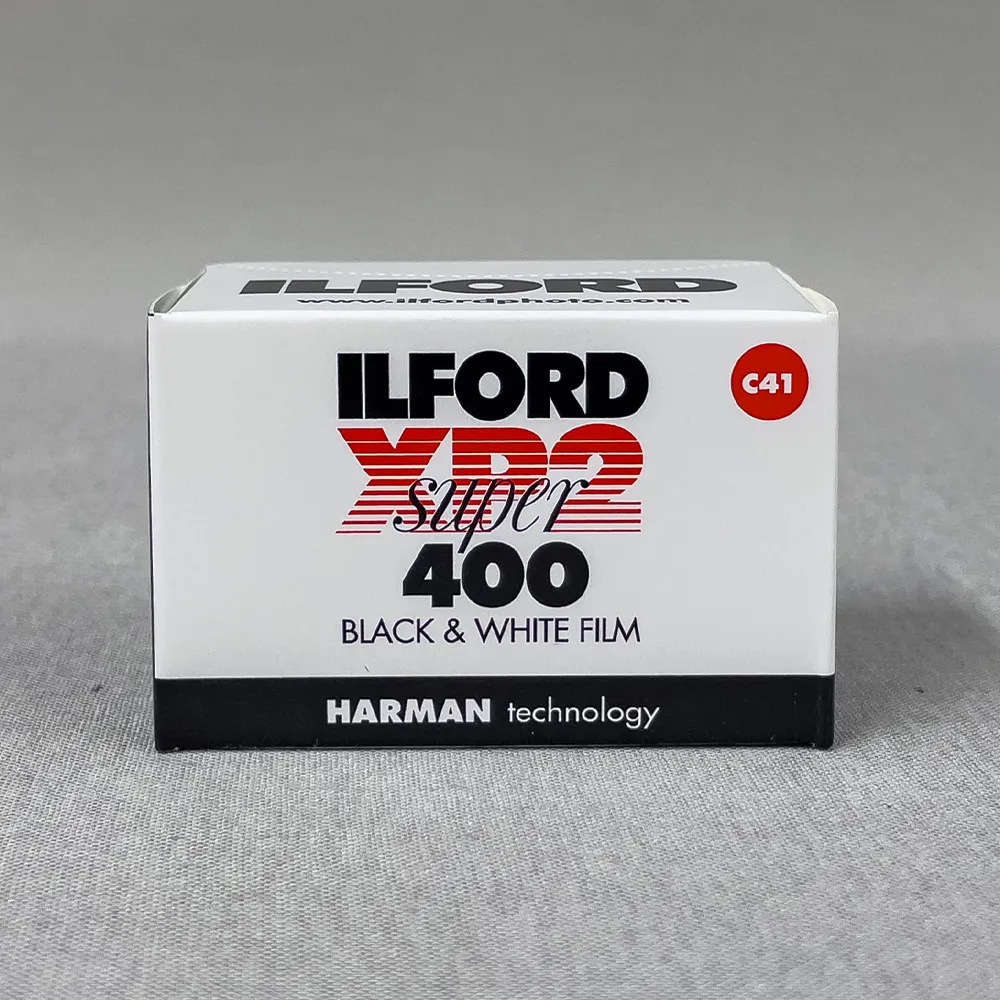 ILFORD
www.ilfordphoto.com
ILFORD
C41
XP2
super
400
BLACK & WHITE FILM
HARMAN technology